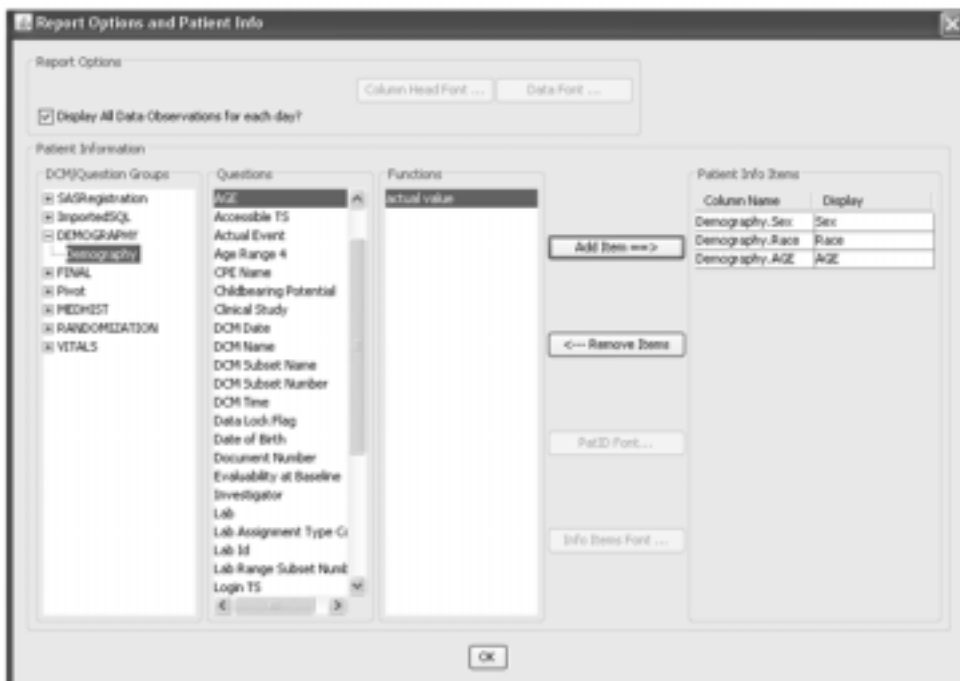 Report Options and Patient Info
Report Options
Column Head Font ...
Data Font ...
Display All Data Observations for each day?
Patient Information
DCM/Question Groups
SASRegistration
ImportedSQL
DEMOGRAPHY
Demography
FINAL
Pivot
MEDHIST
RANDOMIZATION
VITALS
Questions
AGE
Accessible TS
Actual Event
Age Range 4
CPE Name
Childbearing Potential
Clinical Study
DCM Date
DCM Name
DCM Subset Name
DCM Subset Number
DCM Time
Data Lock Flag
Date of Birth
Document Number
Evaluability at Baseline
Investigator
Lab
Lab Assignment Type Co
Lab Id
Lab Range Subset Numb
Login TS
Functions
actual value
Add Item ==>
<--- Remove Items
PatID Font...
Info Items Font ...
Patient Info Items
Column Name Display
Demography.Sex Sex
Demography.Race Race
Demography.AGE AGE
OK